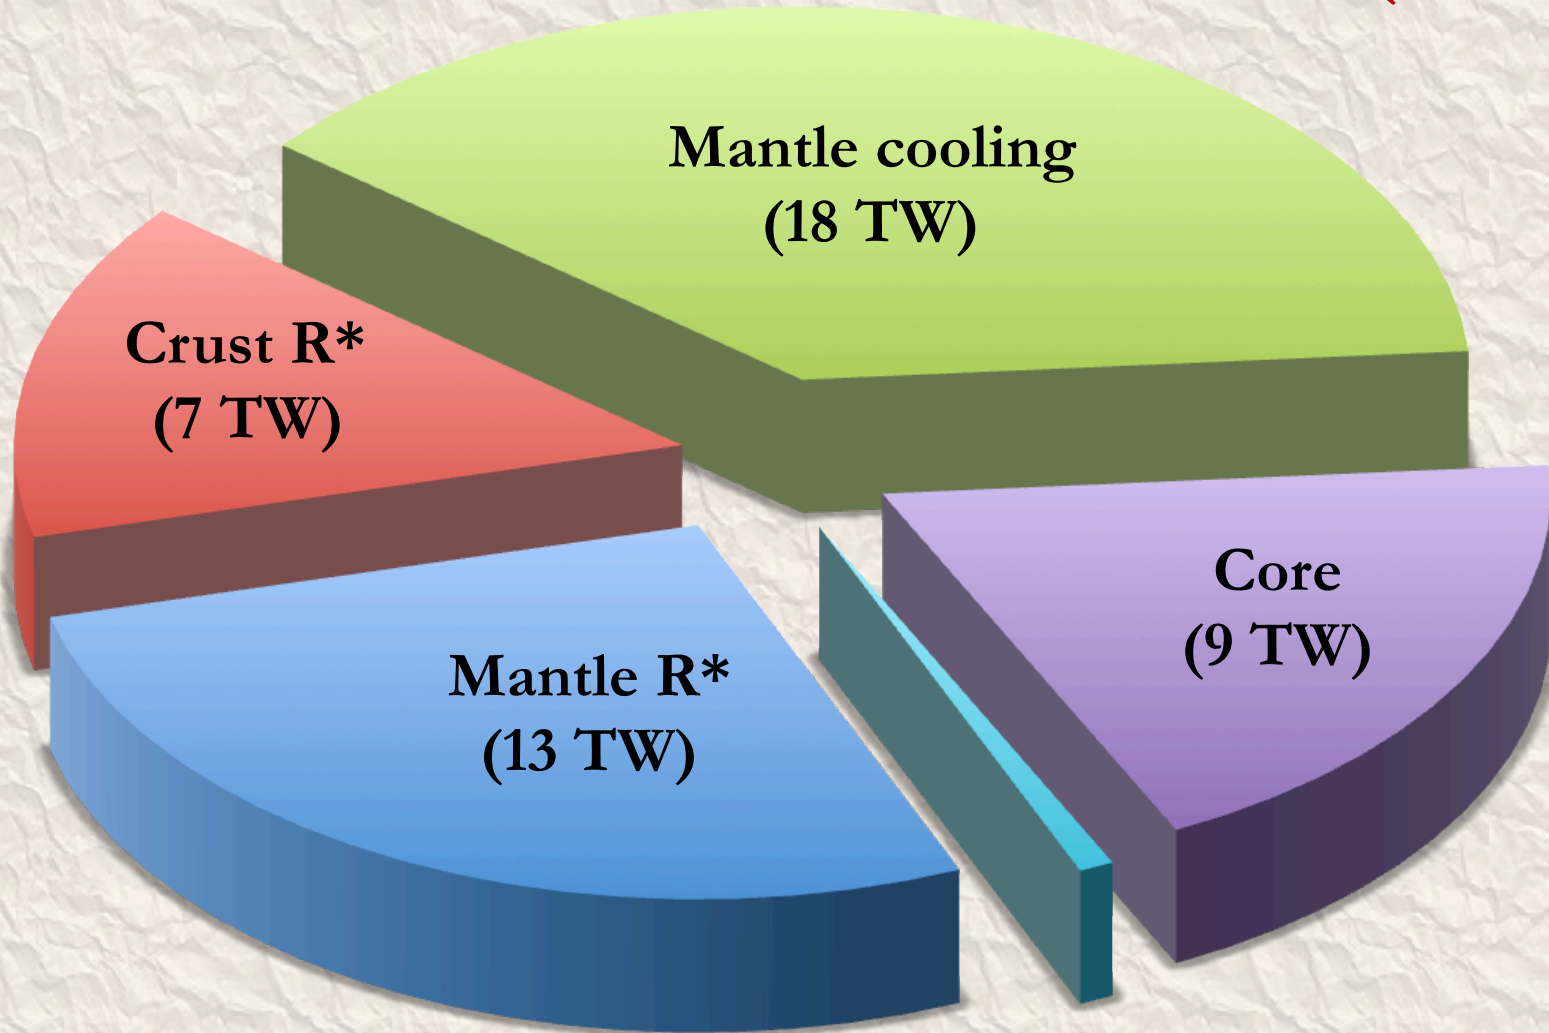 Mantle cooling
(18 TW)
Crust R*
(7 TW)
Core
(9 TW)
Mantle R*
(13 TW)